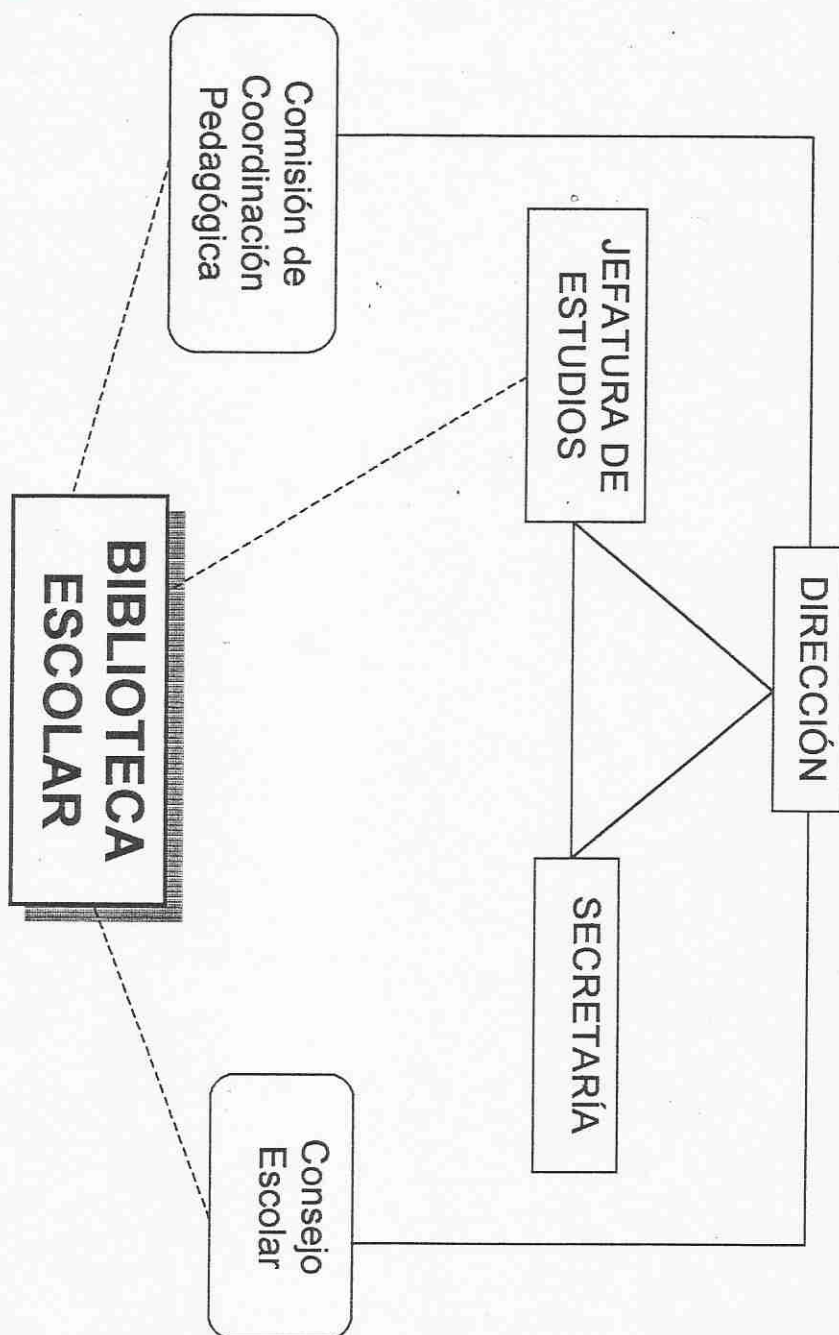 DIRECCIÓN
JEFATURA DE
ESTUDIOS
SECRETARÍA
Comisión de
Coordinación
Pedagógica
Consejo
Escolar
BIBLIOTECA
ESCOLAR